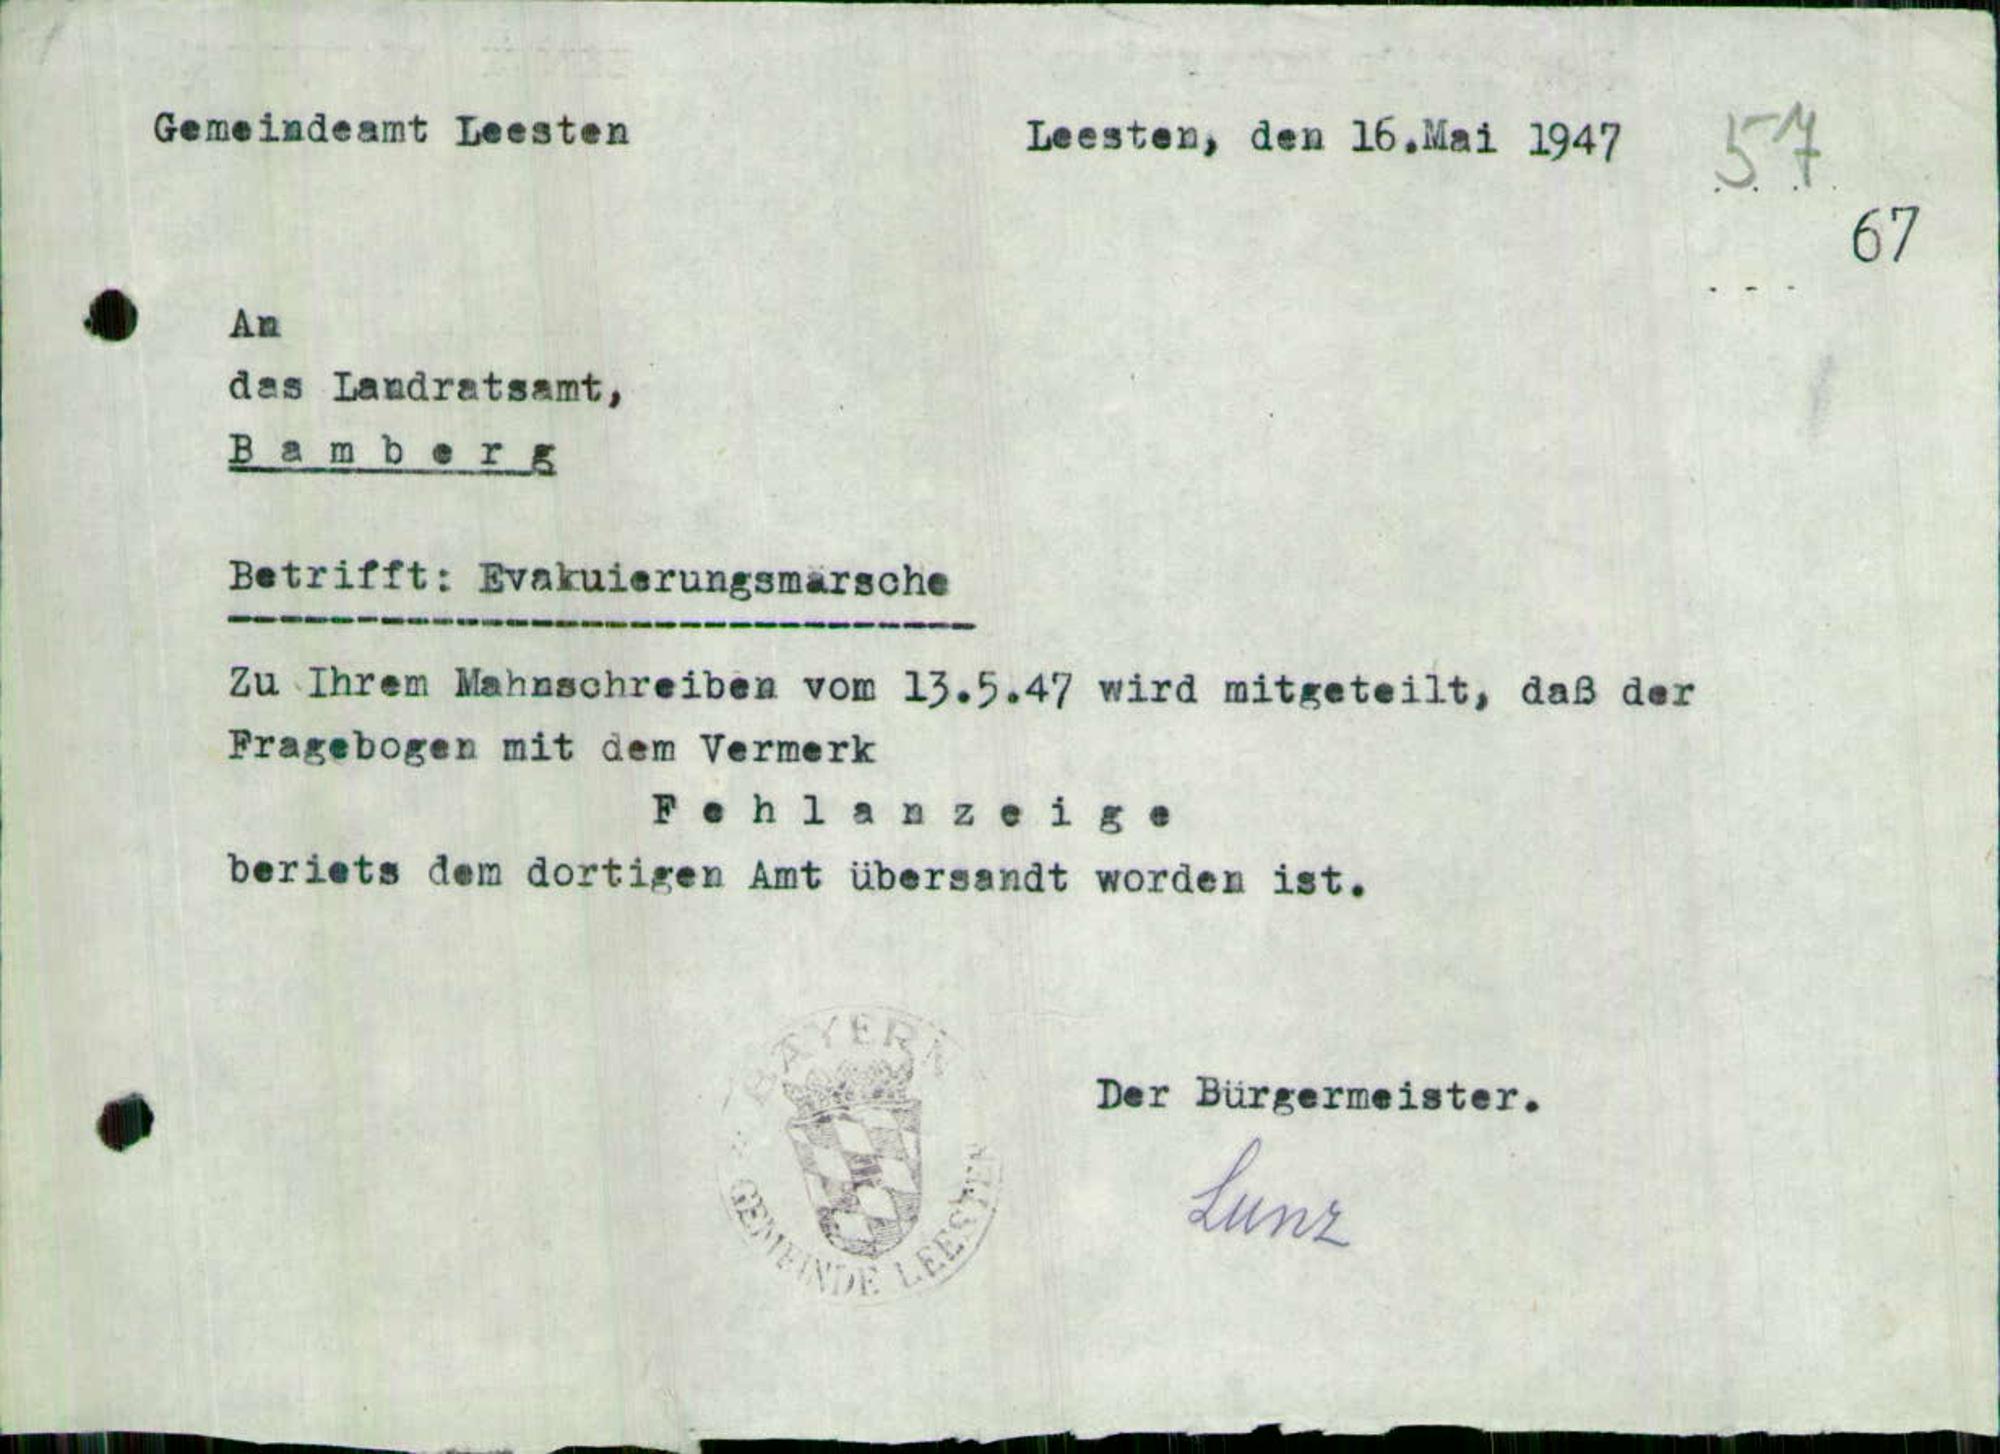 Gemeindeamt Leesten
Leesten, den 16.Mai 1947
57
67
An
das Landratsamt,
B a m b e r g
Betrifft: Evakuierungsmärsche
Zu Ihrem Mahnschreiben vom 13.5.47 wird mitgeteilt, daß der
Fragebogen mit dem Vermerk
F e h l a n z e i g e
beriets dem dortigen Amt übersandt worden ist.
BAYERN
GEMEINDE LEESTEN
Der Bürgermeister.
Lunz